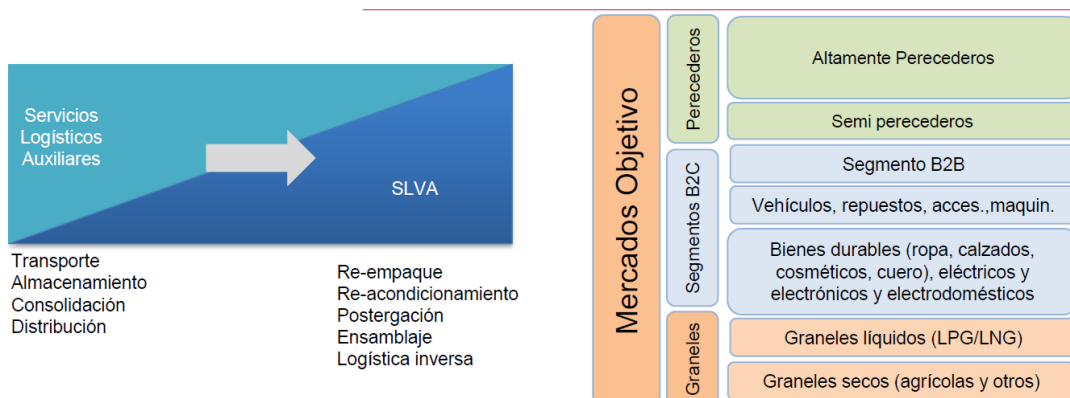 Servicios
Logísticos
Auxiliares
SLVA
Transporte
Almacenamiento
Consolidación
Distribución
Re-empaque
Re-acondicionamiento
Postergación
Ensamblaje
Logística inversa
Mercados Objetivo
Perecederos
Altamente Perecederos
Semi perecederos
Segmentos B2C
Segmento B2B
Vehículos, repuestos, acces.,maquin.
Bienes durables (ropa, calzados,
cosméticos, cuero), eléctricos y
electrónicos y electrodomésticos
Graneles
Graneles líquidos (LPG/LNG)
Graneles secos (agrícolas y otros)